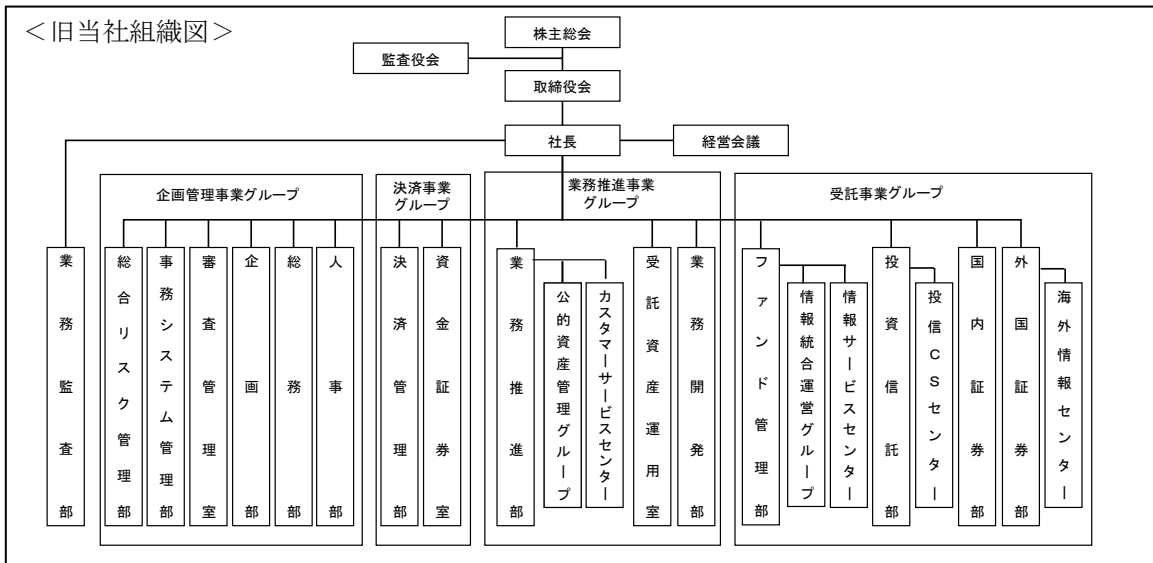 ＜旧当社組織図＞
株主総会
監査役会
取締役会
社長
経営会議
企画管理事業グループ
決済事業
グループ
業務推進事業
グループ
受託事業グループ
業務監査部
総合リスク管理部
事務システム管理部
審査管理室
企画部
総務部
人事部
決済管理部
資金証券室
業務推進部
公的資産管理グループ
カスタマーサービスセンター
受託資産運用室
業務開発部
ファンド管理部
情報統合運営グループ
情報サービスセンター
投資信託部
投信ＣＳセンター
国内証券部
外国証券部
海外情報センター